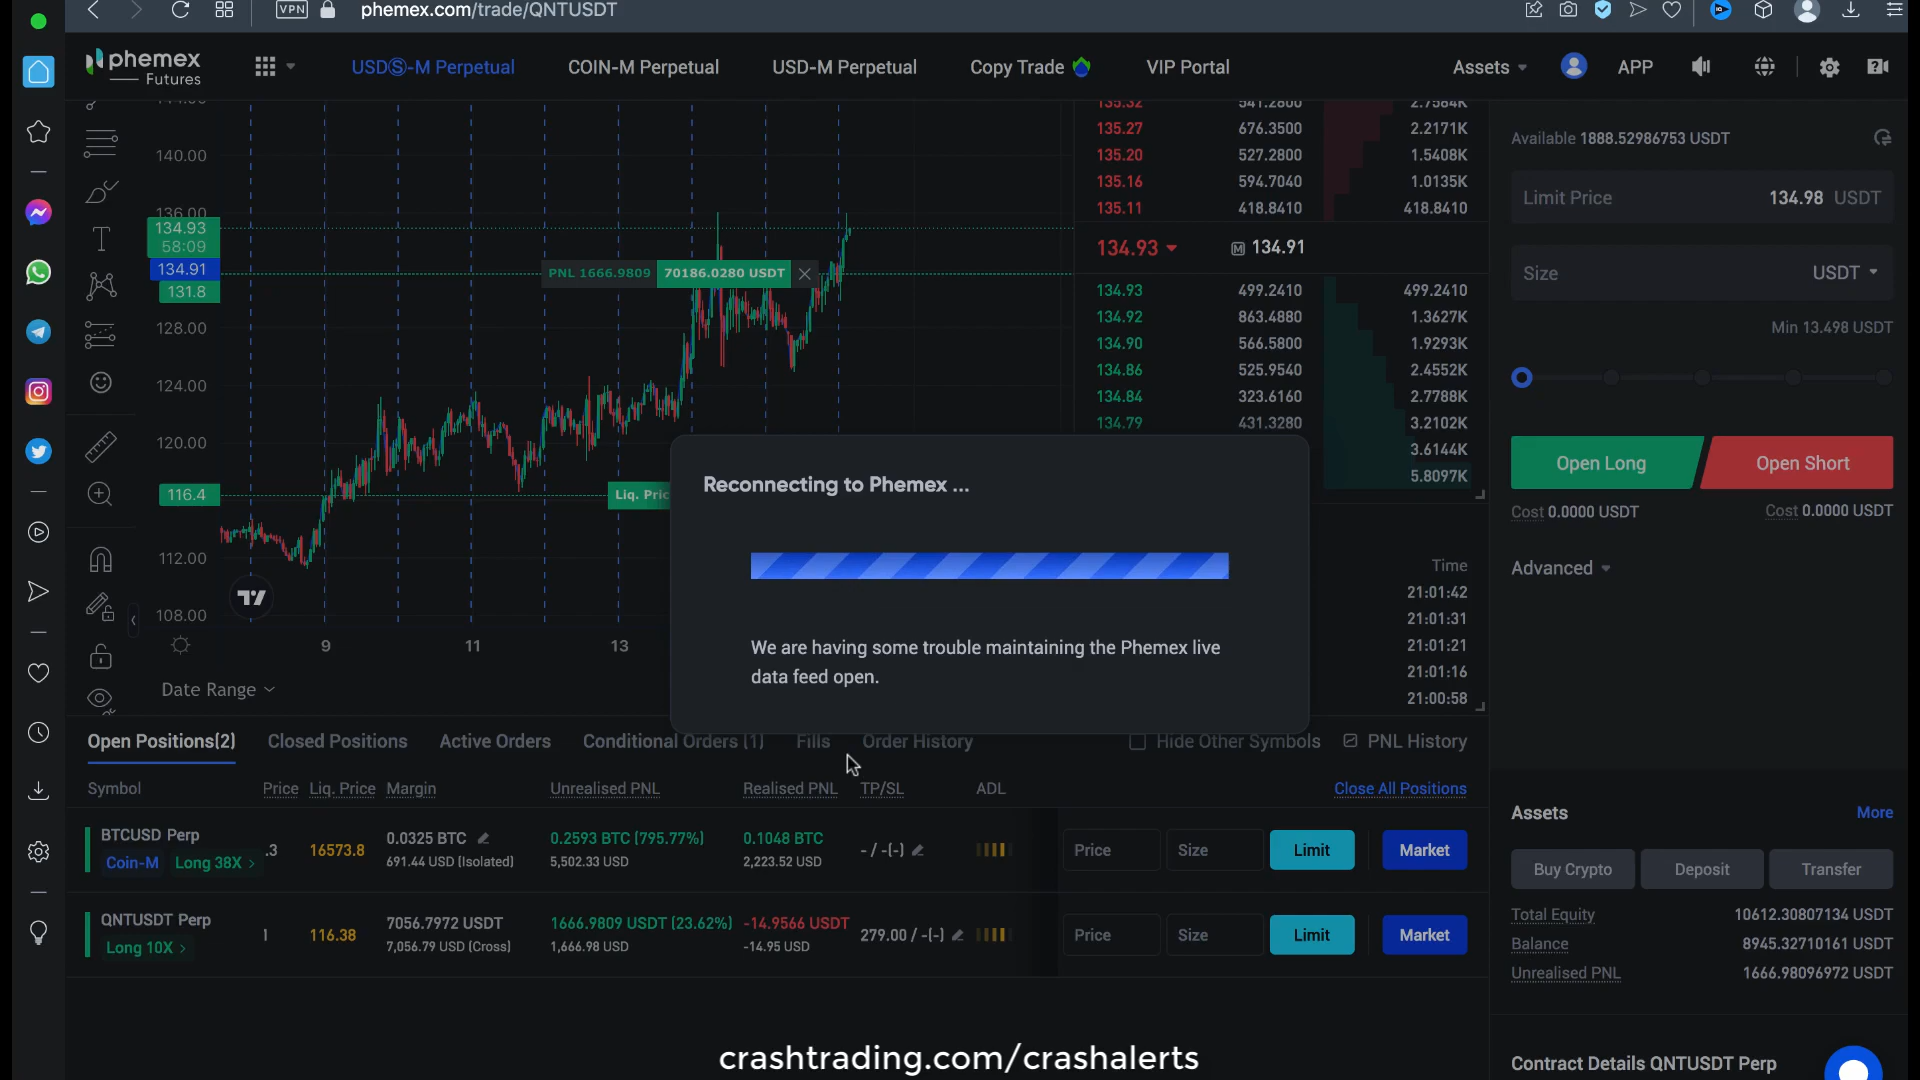 VPN phemex.com/trade/QNTUSDT
phemex
Futures
USDⓈ-M Perpetual
COIN-M Perpetual
USD-M Perpetual
Copy Trade
VIP Portal
Assets
APP
144.00
140.00
136.00
134.93
58:09
134.91
131.8
128.00
124.00
120.00
116.4
112.00
108.00
PNL 1666.9809 70186.0280 USDT
Liq. Pric
9 11 13
Date Range
135.32 541.2800 2.7584K
135.27 676.3500 2.2171K
135.20 527.2800 1.5408K
135.16 594.7040 1.0135K
135.11 418.8410 418.8410
134.93 M 134.91
134.93 499.2410 499.2410
134.92 863.4880 1.3627K
134.90 566.5800 1.9293K
134.86 525.9540 2.4552K
134.84 323.6160 2.7788K
134.79 431.3280 3.2102K
3.6144K
5.8097K
Time
21:01:42
21:01:31
21:01:21
21:01:16
21:00:58
Reconnecting to Phemex ...
We are having some trouble maintaining the Phemex live
data feed open.
Available 1888.52986753 USDT
Limit Price 134.98 USDT
Size USDT
Min 13.498 USDT
Open Long Open Short
Cost 0.0000 USDT Cost 0.0000 USDT
Advanced
Open Positions(2) Closed Positions Active Orders Conditional Orders (1) Fills Order History Hide Other Symbols PNL History
Symbol Price Liq. Price Margin Unrealised PNL Realised PNL TP/SL ADL Close All Positions
BTCUSD Perp
Coin-M Long 38X >
.3 16573.8
0.0325 BTC
691.44 USD (Isolated)
0.2593 BTC (795.77%)
5,502.33 USD
0.1048 BTC
2,223.52 USD
- / -(-)
Price Size Limit Market
QNTUSDT Perp
Long 10X >
1 116.38
7056.7972 USDT
7,056.79 USD (Cross)
1666.9809 USDT (23.62%)
1,666.98 USD
-14.9566 USDT
-14.95 USD
279.00 / -(-)
Price Size Limit Market
Assets More
Buy Crypto Deposit Transfer
Total Equity 10612.30807134 USDT
Balance 8945.32710161 USDT
Unrealised PNL 1666.98096972 USDT
Contract Details QNTUSDT Perp
crashtrading.com/crashalerts